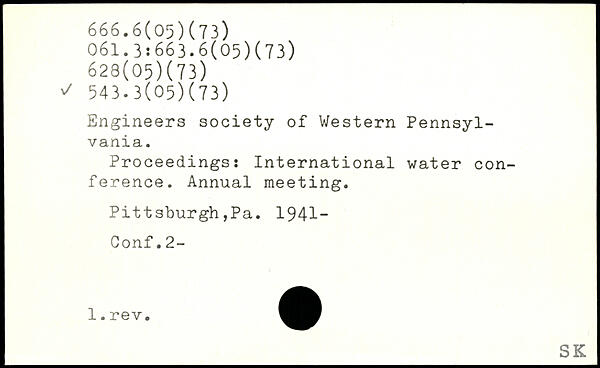 666.6(05)(73)
061.3:663.6(05)(73)
628(05)(73)
✓ 543.3(05)(73)
Engineers society of Western Pennsyl-
vania.
Proceedings: International water con-
ference. Annual meeting.
Pittsburgh,Pa. 1941-
Conf.2-
1.rev.
SK